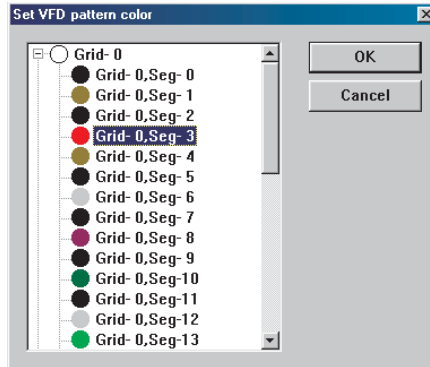 Set VFD pattern color
Grid- 0
Grid- 0,Seg- 0
Grid- 0,Seg- 1
Grid- 0,Seg- 2
Grid- 0,Seg- 3
Grid- 0,Seg- 4
Grid- 0,Seg- 5
Grid- 0,Seg- 6
Grid- 0,Seg- 7
Grid- 0,Seg- 8
Grid- 0,Seg- 9
Grid- 0,Seg-10
Grid- 0,Seg-11
Grid- 0,Seg-12
Grid- 0,Seg-13
OK
Cancel